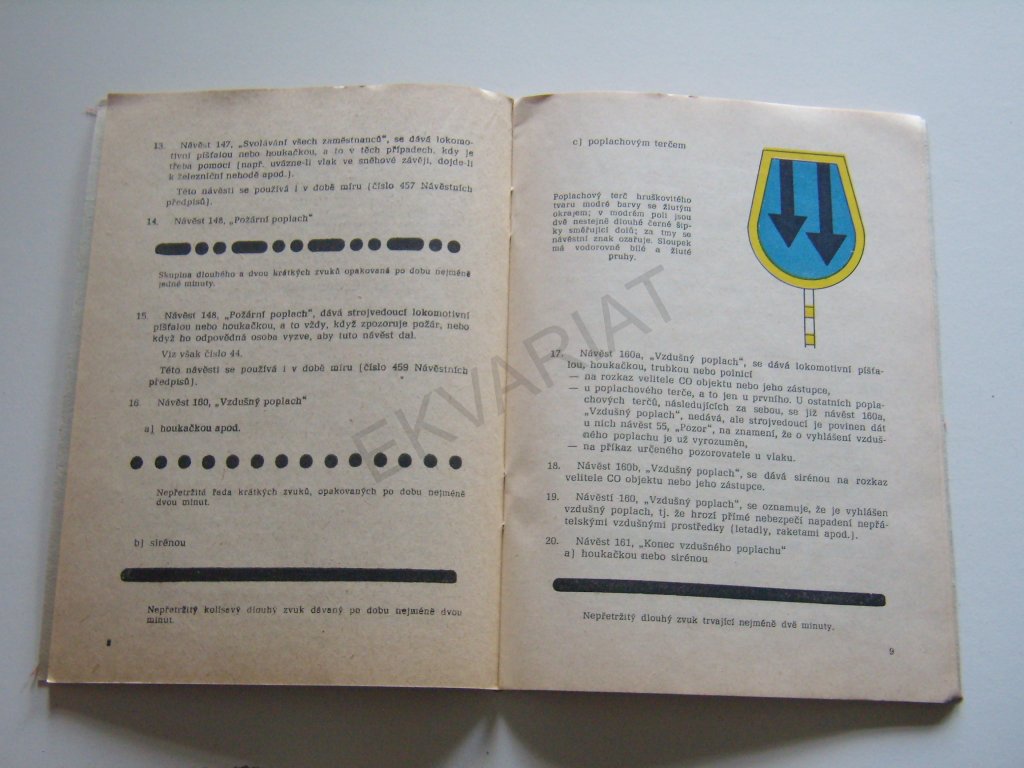 13. Návěst 147, „Svolávání všech zaměstnanců“, se dává lokomo-
tivní píšťalou nebo houkačkou, a to v těch případech, kdy je
třeba pomoci (např. uvázne-li vlak ve sněhové závěji, dojde-li
k železniční nehodě apod.).
Této návěsti se používá i v době míru (číslo 457 Návěstních
předpisů).
14. Návěst 148, „Požární poplach“
Skupina dlouhého a dvou krátkých zvuků opakovaná po dobu nejméně
jedné minuty.
15. Návěst 148, „Požární poplach“, dává strojvedoucí lokomotivní
píšťalou nebo houkačkou, a to vždy, když zpozoruje požár, nebo
když ho odpovědná osoba vyzve, aby tuto návěst dal.
Viz však číslo 44.
Této návěsti se používá i v době míru (číslo 459 Návěstních
předpisů).
16. Návěst 160, „Vzdušný poplach“
a) houkačkou apod.
Nepřetržitá řada krátkých zvuků, opakovaných po dobu nejméně
dvou minut.
b) sirénou
Nepřetržitý kolísavý dlouhý zvuk dávaný po dobu nejméně dvou
minut.
8
c) poplachovým terčem
Poplachový terč hruškovitého
tvaru modré barvy se žlutým
okrajem; v modrém poli jsou
dvě nestejně dlouhé černé šip-
ky směřující dolů; za tmy se
návěstní znak ozařuje. Sloupek
má vodorovné bílé a žluté
pruhy.
17. Návěst 160a, „Vzdušný poplach“, se dává lokomotivní píšťa-
lou, houkačkou, trubkou nebo polnicí
— na rozkaz velitele CO objektu nebo jeho zástupce,
— u poplachového terče, a to jen u prvního. U ostatních popla-
chových terčů, následujících za sebou, se již návěst 160a,
„Vzdušný poplach“, nedává, ale strojvedoucí je povinen dát
u nich návěst 55, „Pozor“, na znamení, že o vyhlášení vzduš-
ného poplachu je už vyrozuměn,
— na příkaz určeného pozorovatele u vlaku.
18. Návěst 160b, „Vzdušný poplach“, se dává sirénou na rozkaz
velitele CO objektu nebo jeho zástupce.
19. Návěstí 160, „Vzdušný poplach“, se oznamuje, že je vyhlášen
vzdušný poplach, tj. že hrozí přímé nebezpečí napadení nepřá-
telskými vzdušnými prostředky (letadly, raketami apod.).
20. Návěst 161, „Konec vzdušného poplachu“
a) houkačkou nebo sirénou
Nepřetržitý dlouhý zvuk trvající nejméně dvě minuty.
9
EKVARIAT